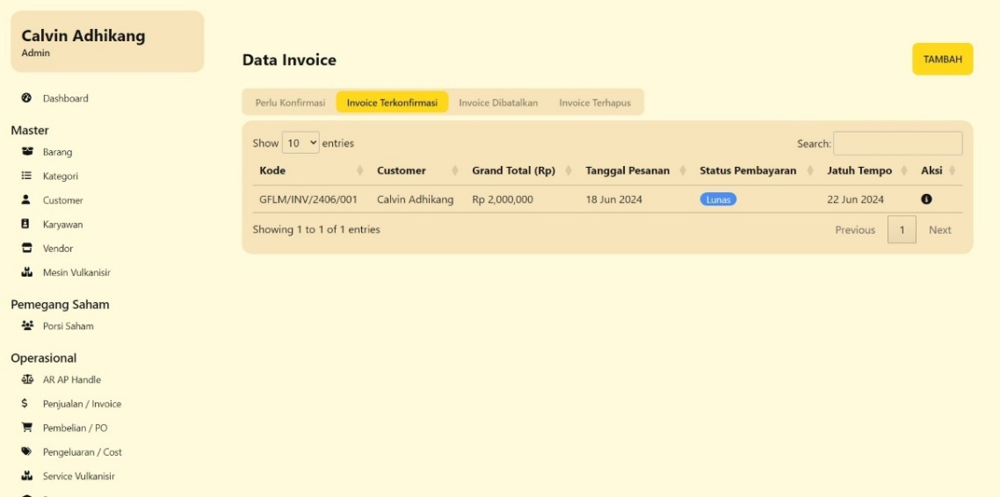 Calvin Adhikang
Admin
Dashboard
Master
Barang
Kategori
Customer
Karyawan
Vendor
Mesin Vulkanisir
Pemegang Saham
Porsi Saham
Operasional
AR AP Handle
Penjualan / Invoice
Pembelian / PO
Pengeluaran / Cost
Service Vulkanisir
Data Invoice
TAMBAH
Perlu Konfirmasi Invoice Terkonfirmasi Invoice Dibatalkan Invoice Terhapus
Show 10 entries Search:
Kode Customer Grand Total (Rp) Tanggal Pesanan Status Pembayaran Jatuh Tempo Aksi
GFLM/INV/2406/001 Calvin Adhikang Rp 2,000,000 18 Jun 2024 Lunas 22 Jun 2024
Showing 1 to 1 of 1 entries Previous 1 Next